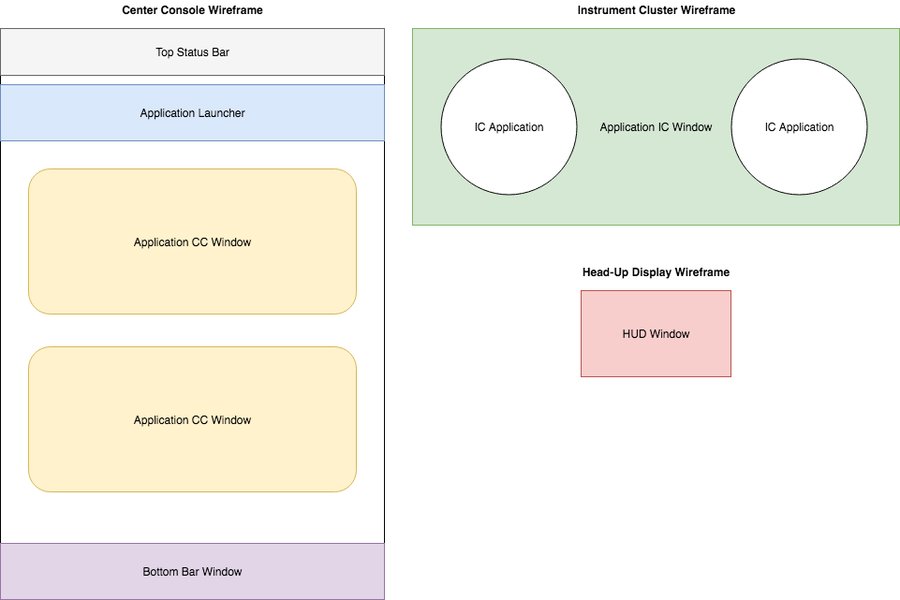 Center Console Wireframe
Top Status Bar
Application Launcher
Application CC Window
Application CC Window
Bottom Bar Window
Instrument Cluster Wireframe
IC Application
Application IC Window
IC Application
Head-Up Display Wireframe
HUD Window